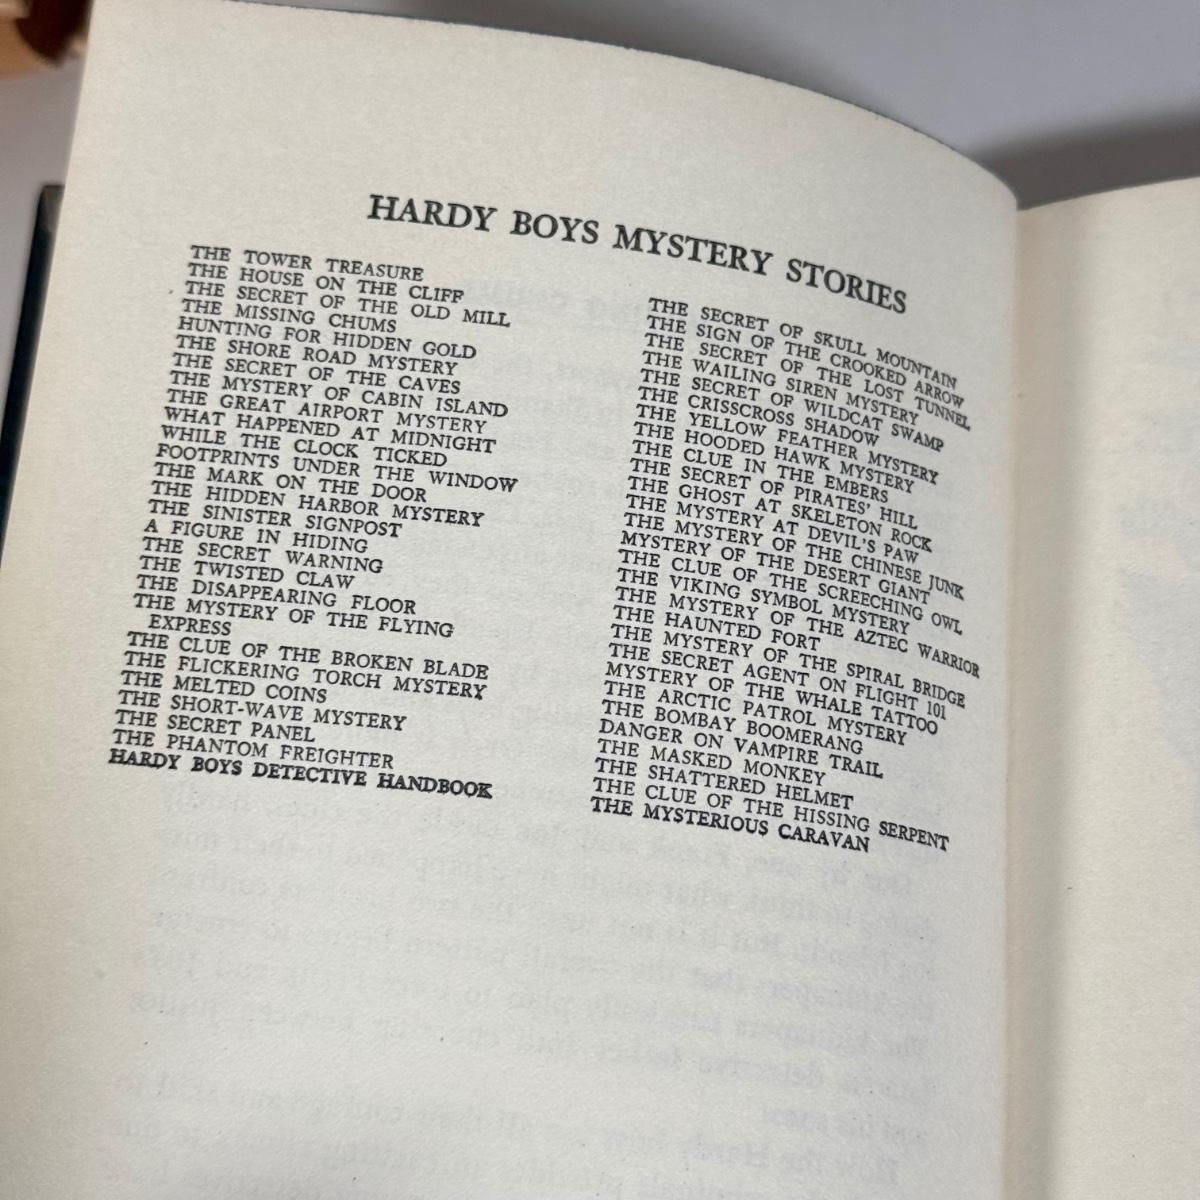 HARDY BOYS MYSTERY STORIES
THE TOWER TREASURE
THE HOUSE ON THE CLIFF
THE SECRET OF THE OLD MILL
THE MISSING CHUMS
HUNTING FOR HIDDEN GOLD
THE SHORE ROAD MYSTERY
THE SECRET OF THE CAVES
THE MYSTERY OF CABIN ISLAND
THE GREAT AIRPORT MYSTERY
WHAT HAPPENED AT MIDNIGHT
WHILE THE CLOCK TICKED
FOOTPRINTS UNDER THE WINDOW
THE MARK ON THE DOOR
THE HIDDEN HARBOR MYSTERY
THE SINISTER SIGNPOST
A FIGURE IN HIDING
THE SECRET WARNING
THE TWISTED CLAW
THE DISAPPEARING FLOOR
THE MYSTERY OF THE FLYING
EXPRESS
THE CLUE OF THE BROKEN BLADE
THE FLICKERING TORCH MYSTERY
THE MELTED COINS
THE SHORT-WAVE MYSTERY
THE SECRET PANEL
THE PHANTOM FREIGHTER
HARDY BOYS DETECTIVE HANDBOOK
THE SECRET OF SKULL MOUNTAIN
THE SIGN OF THE CROOKED ARROW
THE SECRET OF THE LOST TUNNEL
THE WAILING SIREN MYSTERY
THE SECRET OF WILDCAT SWAMP
THE CRISSCROSS SHADOW
THE YELLOW FEATHER MYSTERY
THE HOODED HAWK MYSTERY
THE CLUE IN THE EMBERS
THE SECRET OF PIRATES' HILL
THE GHOST AT SKELETON ROCK
THE MYSTERY AT DEVIL'S PAW
THE MYSTERY OF THE CHINESE JUNK
MYSTERY OF THE DESERT GIANT
THE CLUE OF THE SCREECHING OWL
THE VIKING SYMBOL MYSTERY
THE MYSTERY OF THE AZTEC WARRIOR
THE HAUNTED FORT
THE MYSTERY OF THE SPIRAL BRIDGE
THE SECRET AGENT ON FLIGHT 101
MYSTERY OF THE WHALE TATTOO
THE ARCTIC PATROL MYSTERY
THE BOMBAY BOOMERANG
DANGER ON VAMPIRE TRAIL
THE MASKED MONKEY
THE SHATTERED HELMET
THE CLUE OF THE HISSING SERPENT
THE MYSTERIOUS CARAVAN